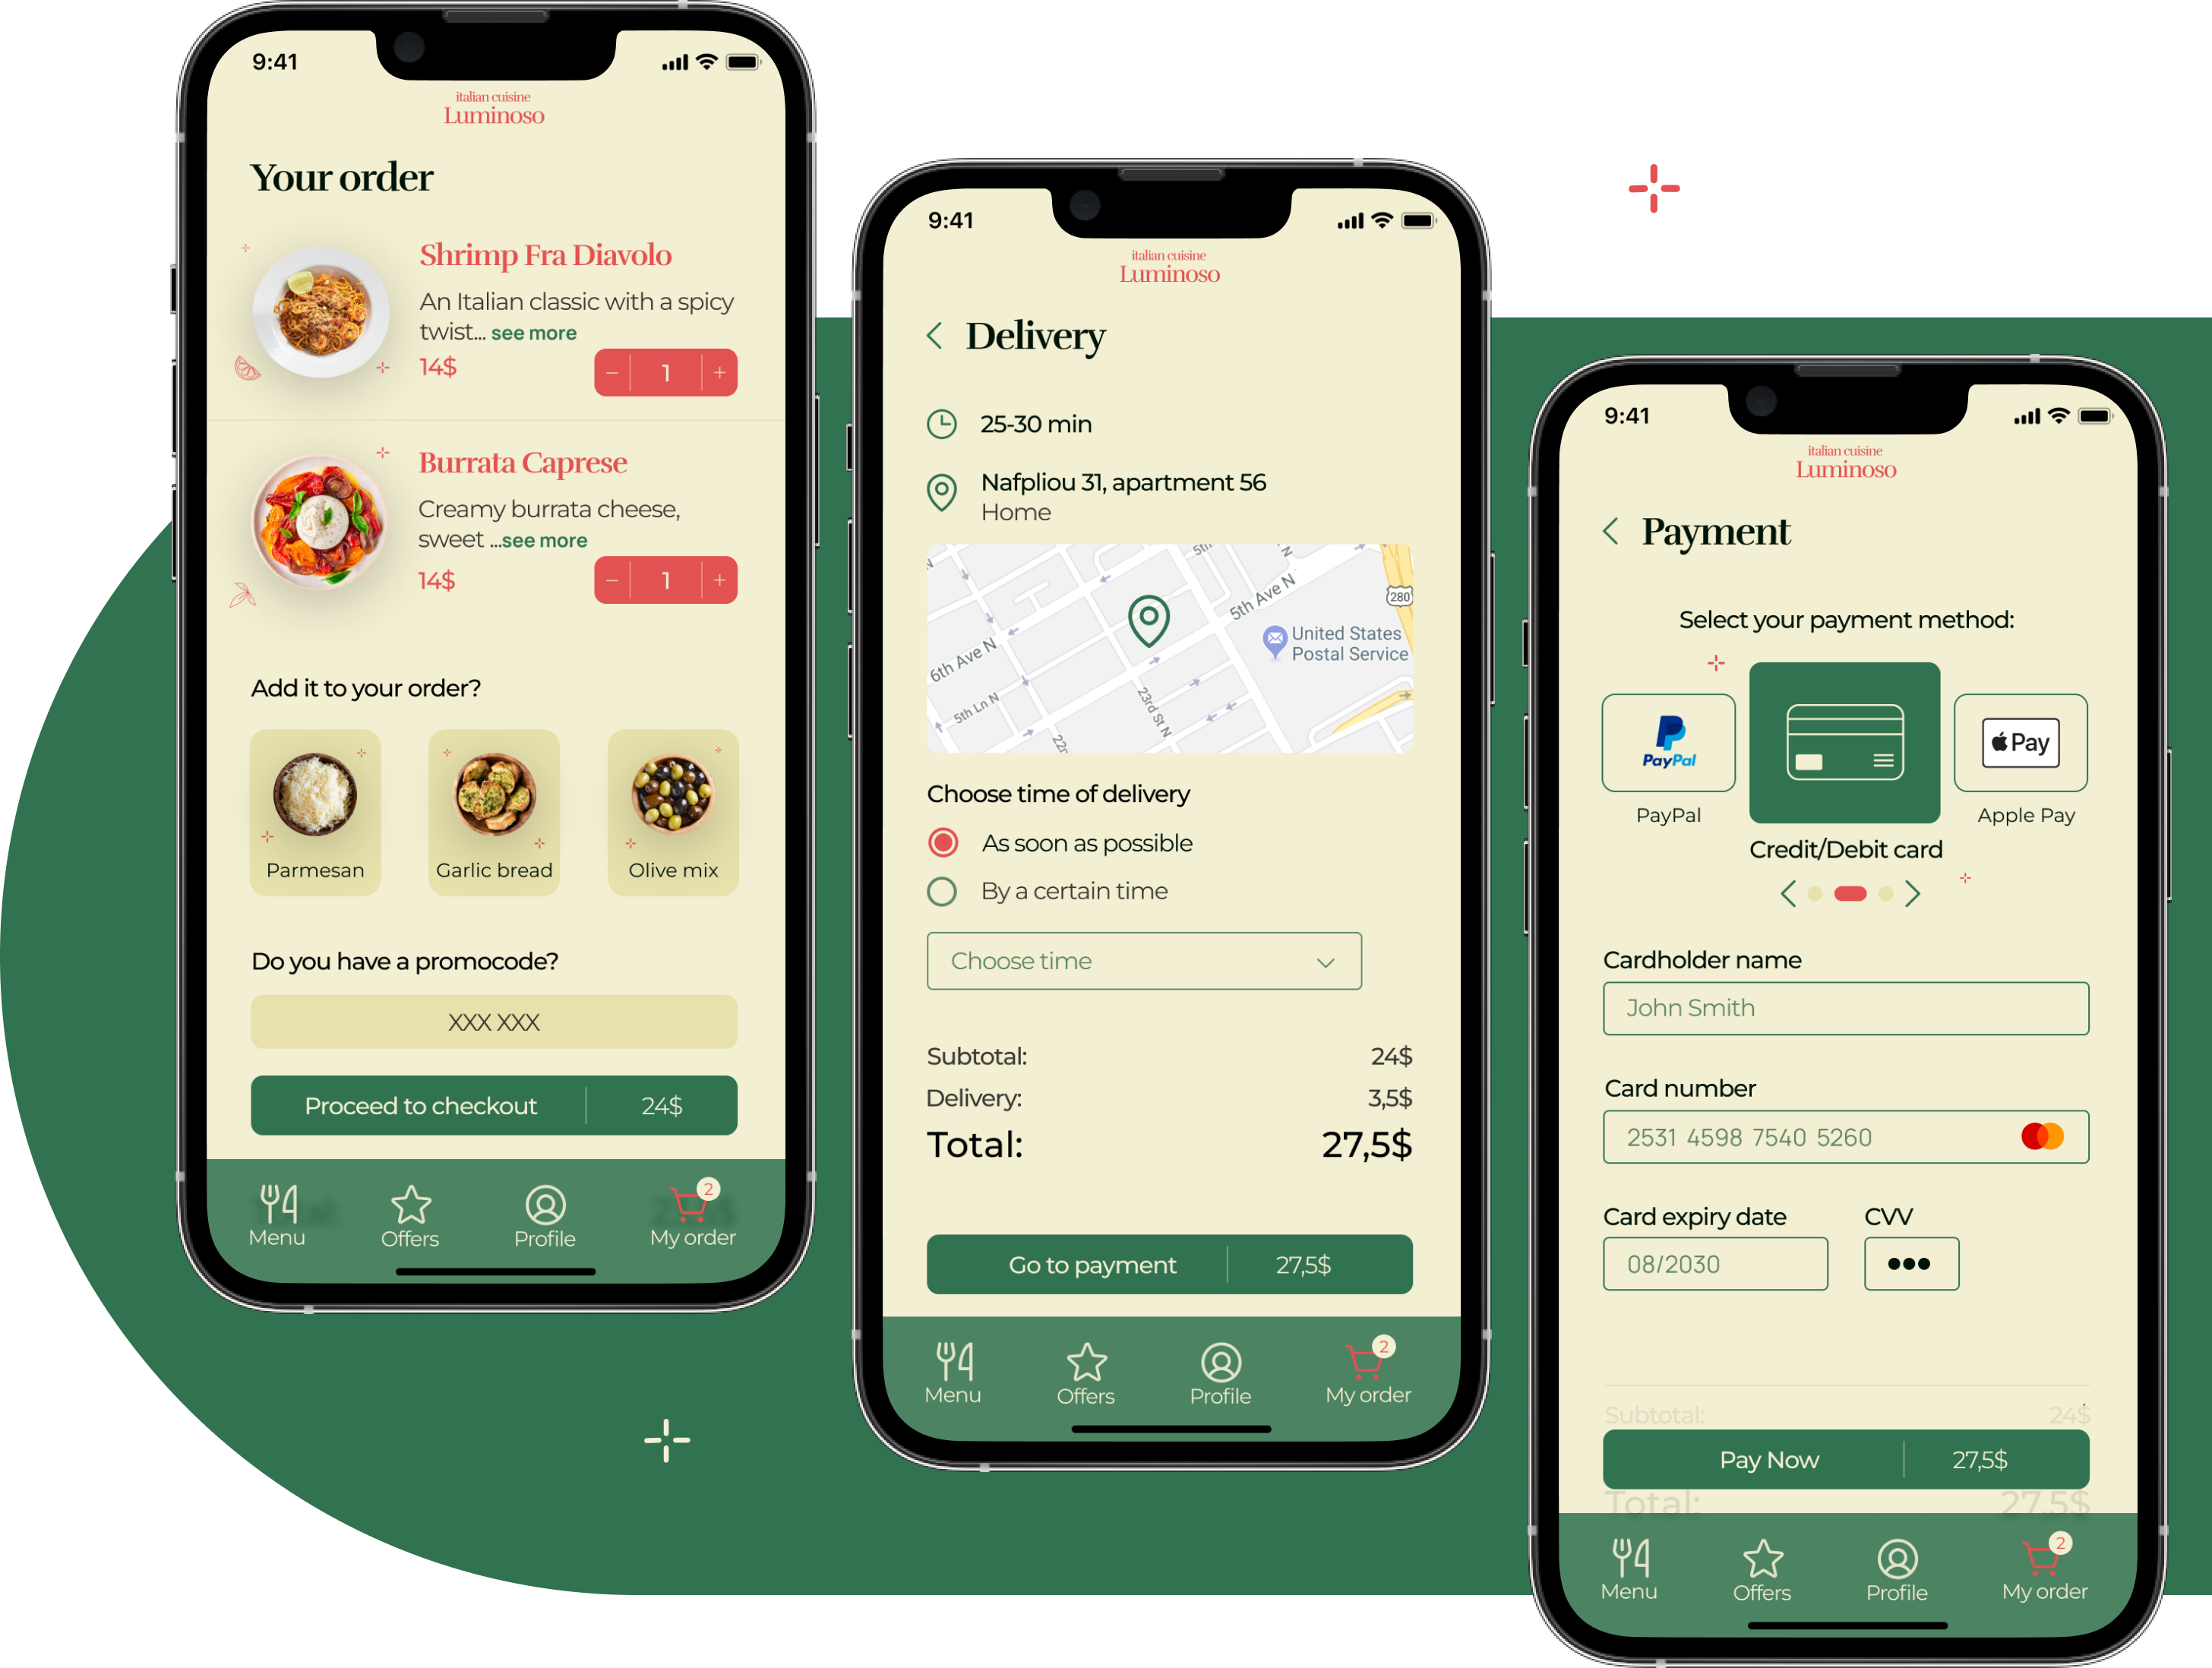 9:41
italian cuisine
Luminoso
Your order
Shrimp Fra Diavolo
An Italian classic with a spicy
twist... see more
14$
− 1 +
Burrata Caprese
Creamy burrata cheese,
sweet ...see more
14$
− 1 +
Add it to your order?
Parmesan
Garlic bread
Olive mix
Do you have a promocode?
XXX XXX
Proceed to checkout 24$
2
Menu
Offers
Profile
My order
9:41
italian cuisine
Luminoso
Delivery
25-30 min
Nafpliou 31, apartment 56
Home
5th
N
N
5th Ave N
280
United States
Postal Service
6th Ave N
5th Ln N
23rd St N
22n
Choose time of delivery
As soon as possible
By a certain time
Choose time
Subtotal: 24$
Delivery: 3,5$
Total: 27,5$
Go to payment 27,5$
2
Menu
Offers
Profile
My order
9:41
italian cuisine
Luminoso
Payment
Select your payment method:
PayPal
Pay
PayPal
Apple Pay
Credit/Debit card
Cardholder name
John Smith
Card number
2531 4598 7540 5260
Card expiry date
CVV
08/2030
Subtotal: 24$
Pay Now 27,5$
Total: 27,5$
2
Menu
Offers
Profile
My order